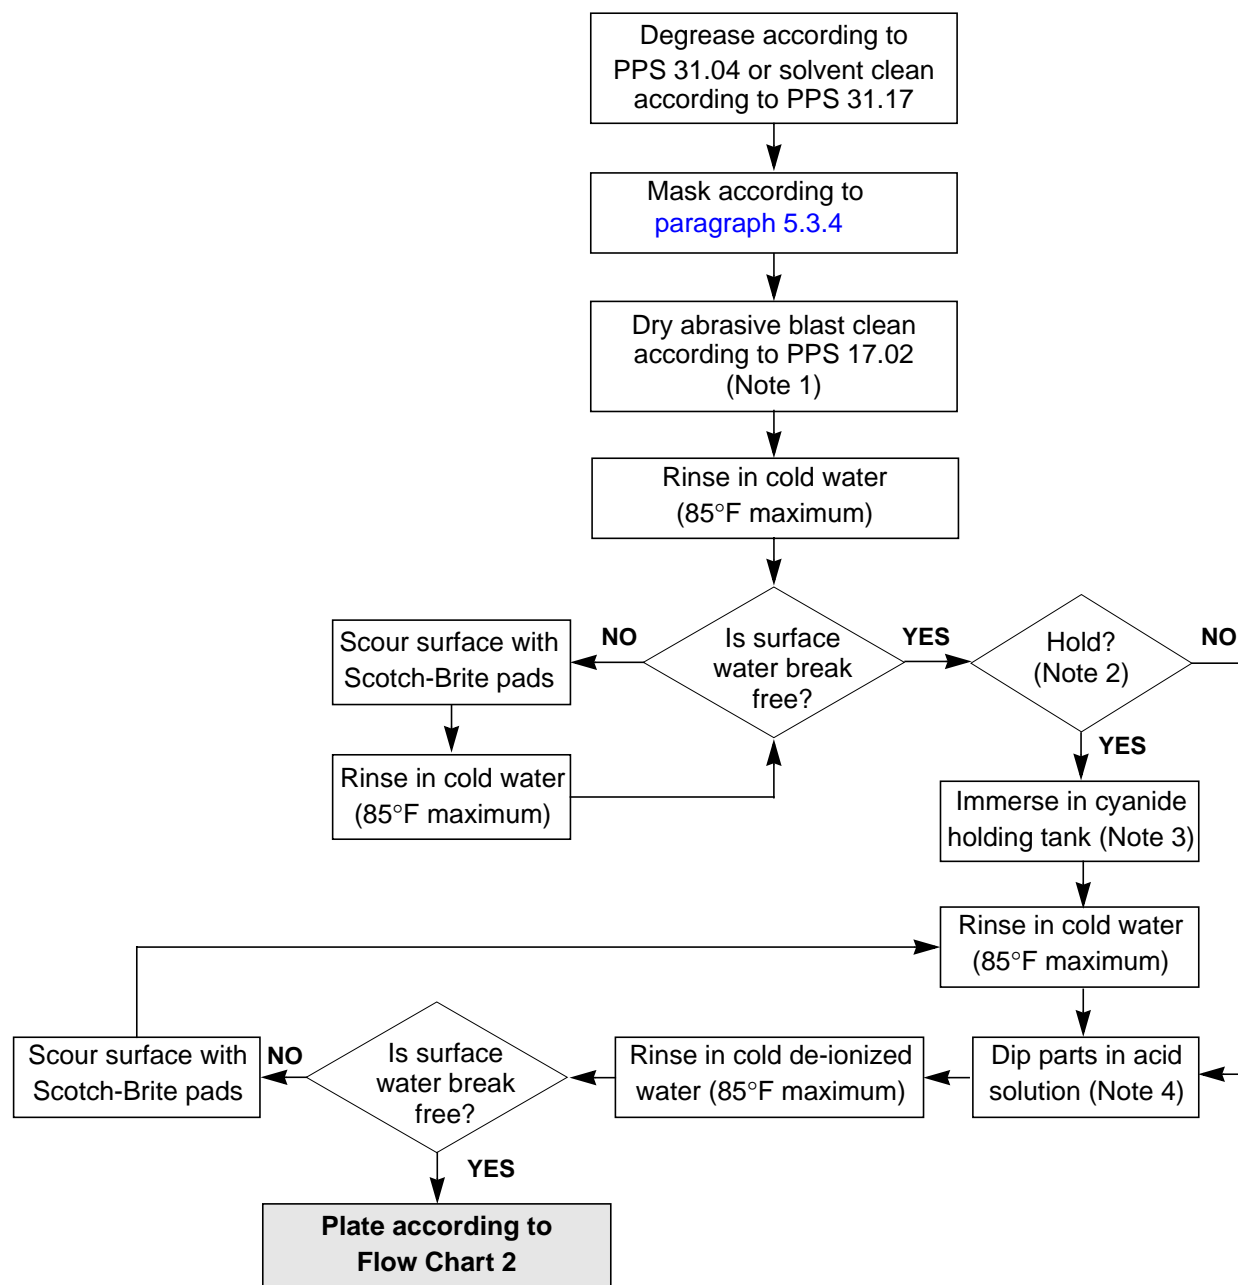 Degrease according to
PPS 31.04 or solvent clean
according to PPS 31.17
Mask according to
paragraph 5.3.4
Dry abrasive blast clean
according to PPS 17.02
(Note 1)
Rinse in cold water
(85°F maximum)
Is surface
water break
free?
NO
Scour surface with
Scotch-Brite pads
Rinse in cold water
(85°F maximum)
YES
Hold?
(Note 2)
NO
YES
Immerse in cyanide
holding tank (Note 3)
Rinse in cold water
(85°F maximum)
Dip parts in acid
solution (Note 4)
Rinse in cold de-ionized
water (85°F maximum)
Is surface
water break
free?
NO
Scour surface with
Scotch-Brite pads
YES
Plate according to
Flow Chart 2